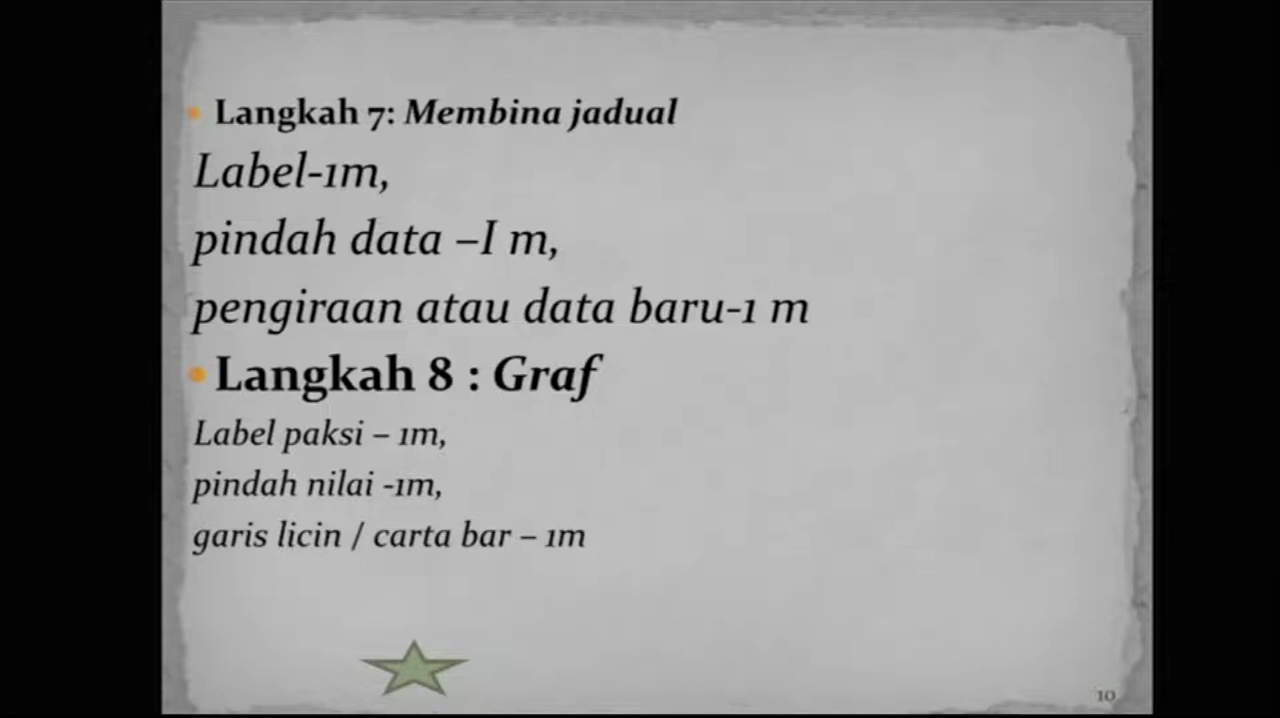 • Langkah 7: Membina jadual
Label-1m,
pindah data –I m,
pengiraan atau data baru-1 m
• Langkah 8 : Graf
Label paksi – 1m,
pindah nilai -1m,
garis licin / carta bar – 1m
10